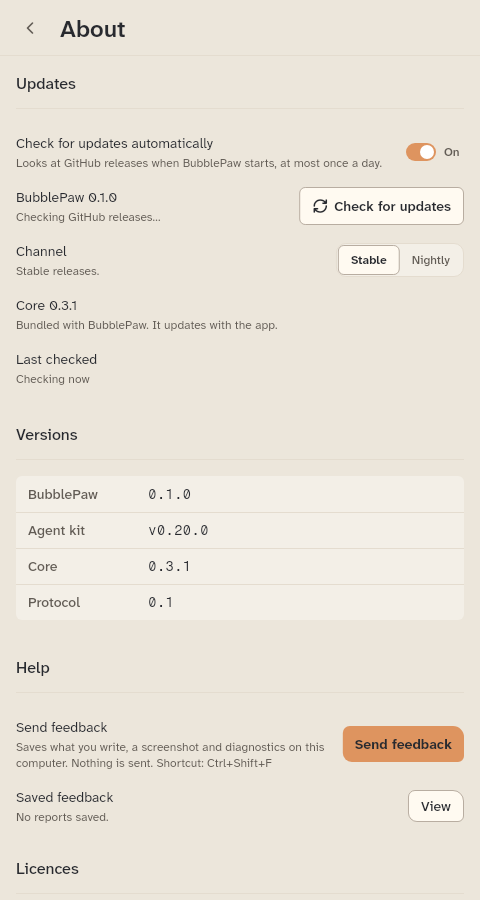 About
Updates
Check for updates automatically
Looks at GitHub releases when BubblePaw starts, at most once a day.
On
BubblePaw 0.1.0
Checking GitHub releases...
Check for updates
Channel
Stable releases.
Stable
Nightly
Core 0.3.1
Bundled with BubblePaw. It updates with the app.
Last checked
Checking now
Versions
BubblePaw 0.1.0
Agent kit v0.20.0
Core 0.3.1
Protocol 0.1
Help
Send feedback
Saves what you write, a screenshot and diagnostics on this
computer. Nothing is sent. Shortcut: Ctrl+Shift+F
Send feedback
Saved feedback
No reports saved.
View
Licences